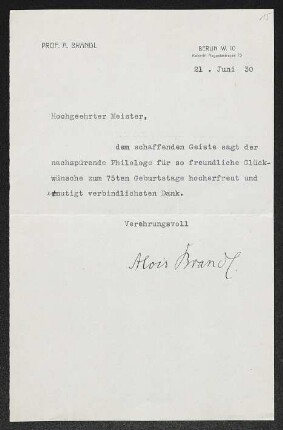 PROF. A. BRANDL
BERLIN W. 10
21. Juni 30
Hochgeehrter Meister,
dem schaffenden Geiste sagt der
nachspürende Philologe für so freundliche Glück-
wünsche zum 75ten Geburtstage hocherfreut und
ermutigt verbindlichsten Dank.
Verehrungsvoll
Alois Brandl.